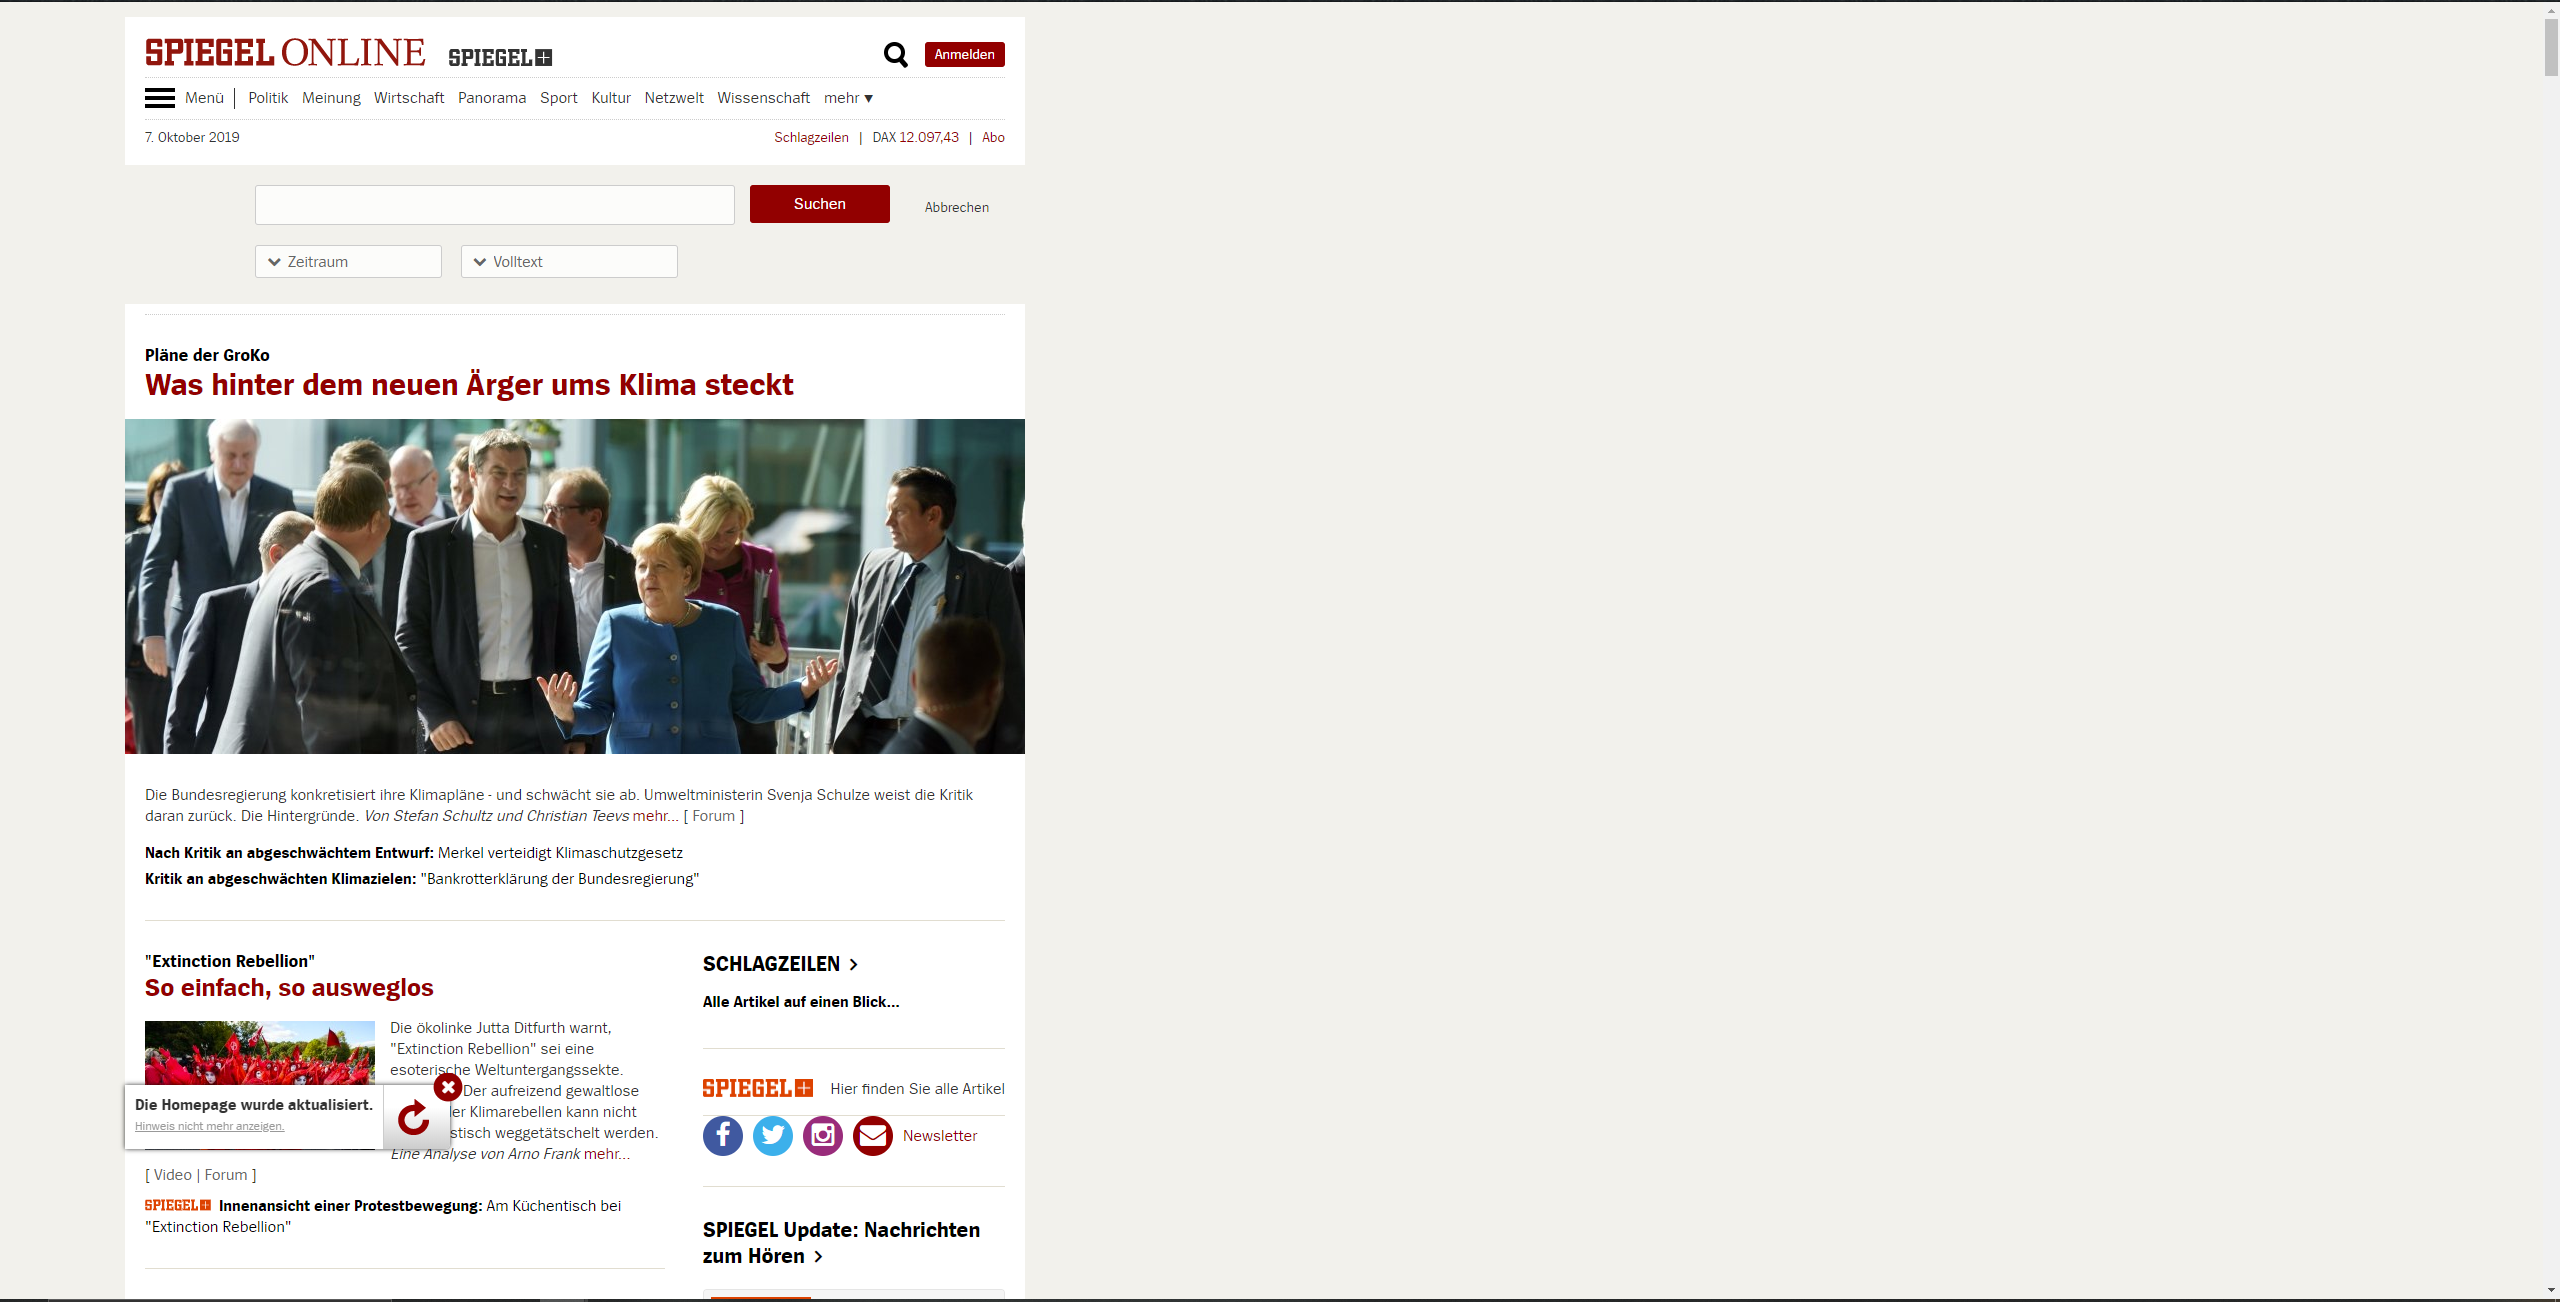 SPIEGEL ONLINE SPIEGEL+
Anmelden
Menü Politik Meinung Wirtschaft Panorama Sport Kultur Netzwelt Wissenschaft mehr ▼
7. Oktober 2019
Schlagzeilen | DAX 12.097,43 | Abo
Suchen
Abbrechen
Zeitraum
Volltext
Pläne der GroKo
Was hinter dem neuen Ärger ums Klima steckt
Die Bundesregierung konkretisiert ihre Klimapläne - und schwächt sie ab. Umweltministerin Svenja Schulze weist die Kritik
daran zurück. Die Hintergründe. Von Stefan Schultz und Christian Teevs mehr... [ Forum ]
Nach Kritik an abgeschwächtem Entwurf: Merkel verteidigt Klimaschutzgesetz
Kritik an abgeschwächten Klimazielen: "Bankrotterklärung der Bundesregierung"
"Extinction Rebellion"
So einfach, so ausweglos
Die ökolinke Jutta Ditfurth warnt,
"Extinction Rebellion" sei eine
esoterische Weltuntergangssekte.
Der aufreizend gewaltlose
Klimarebellen kann nicht
weggetätschelt werden.
Eine Analyse von Arno Frank mehr...
[ Video | Forum ]
SPIEGEL+ Innenansicht einer Protestbewegung: Am Küchentisch bei
"Extinction Rebellion"
Die Homepage wurde aktualisiert.
Hinweis nicht mehr anzeigen.
SCHLAGZEILEN >
Alle Artikel auf einen Blick...
SPIEGEL+ Hier finden Sie alle Artikel
Newsletter
SPIEGEL Update: Nachrichten
zum Hören >